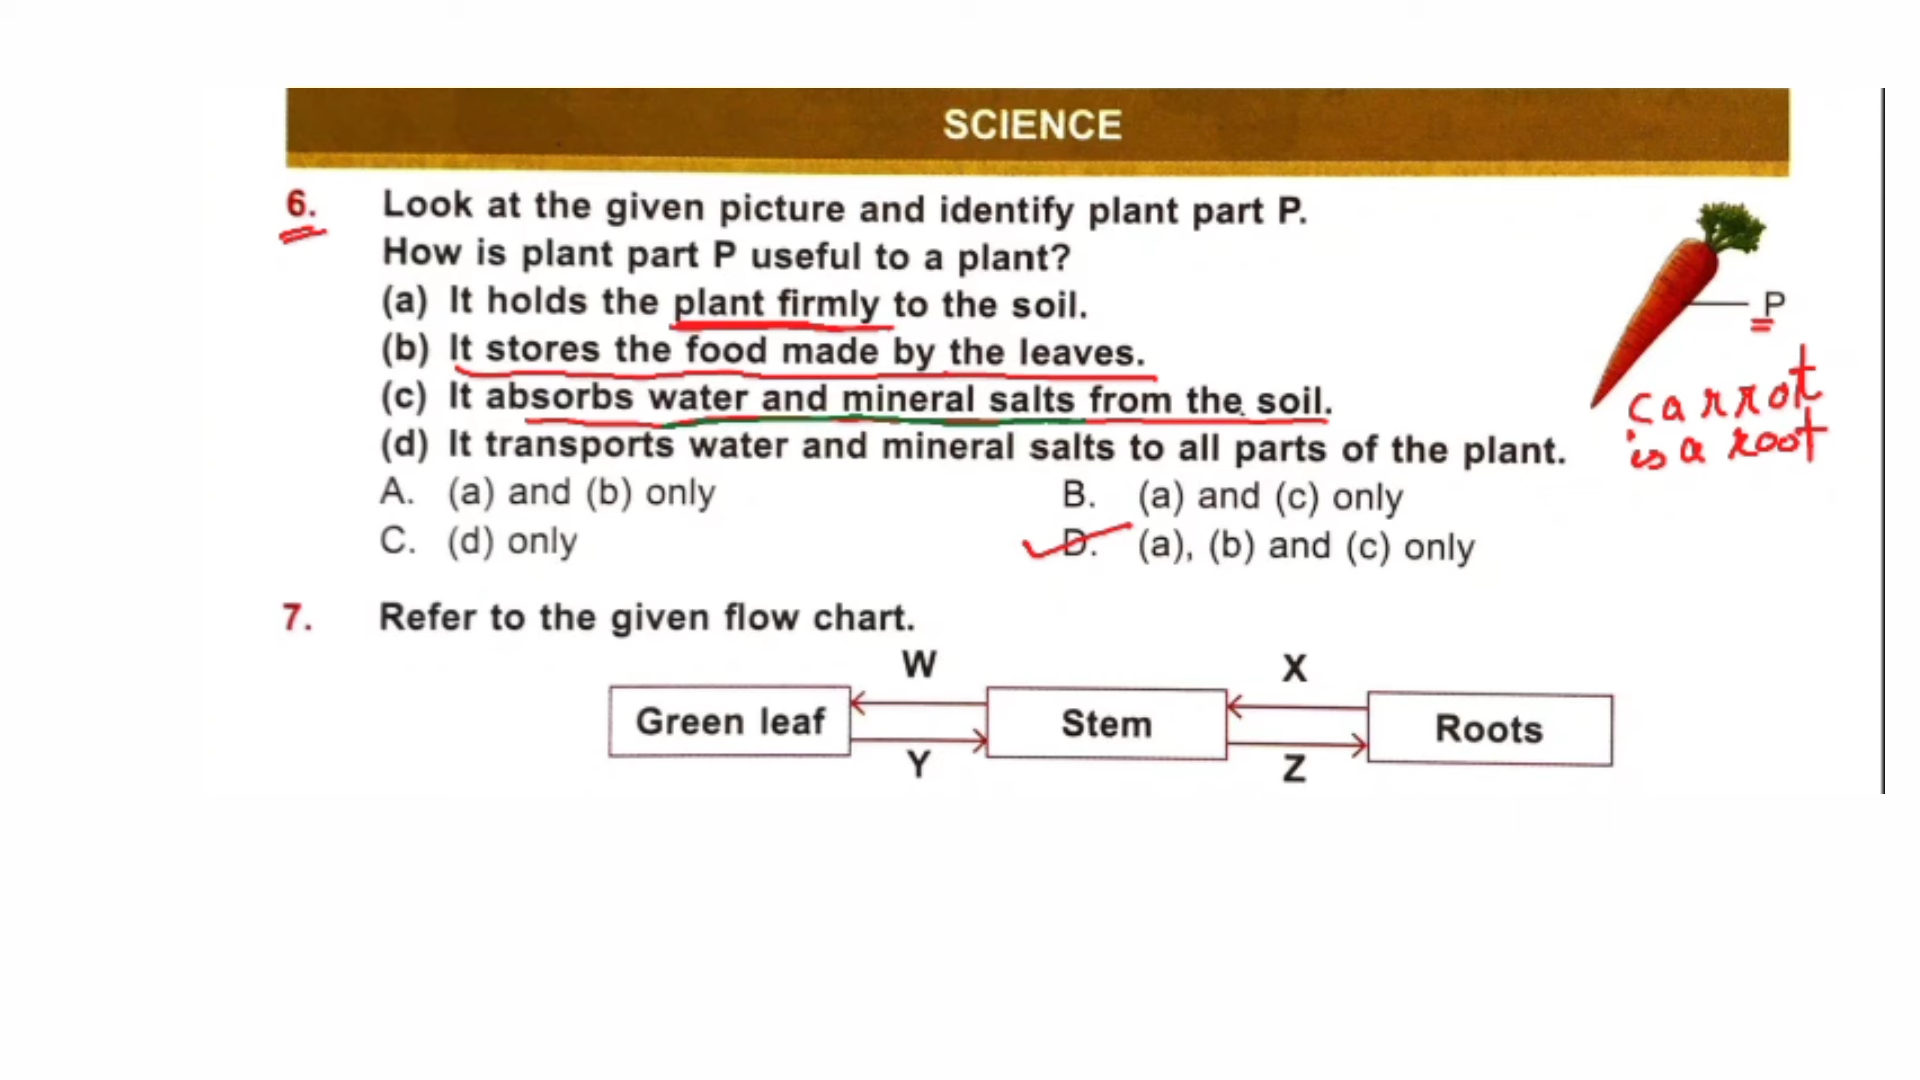 SCIENCE
6. Look at the given picture and identify plant part P.
How is plant part P useful to a plant?
(a) It holds the plant firmly to the soil.
(b) It stores the food made by the leaves.
(c) It absorbs water and mineral salts from the soil.
(d) It transports water and mineral salts to all parts of the plant.
P
carrot
is a root
A. (a) and (b) only B. (a) and (c) only
C. (d) only D. (a), (b) and (c) only
7. Refer to the given flow chart.
W X
Green leaf Stem Roots
Y Z